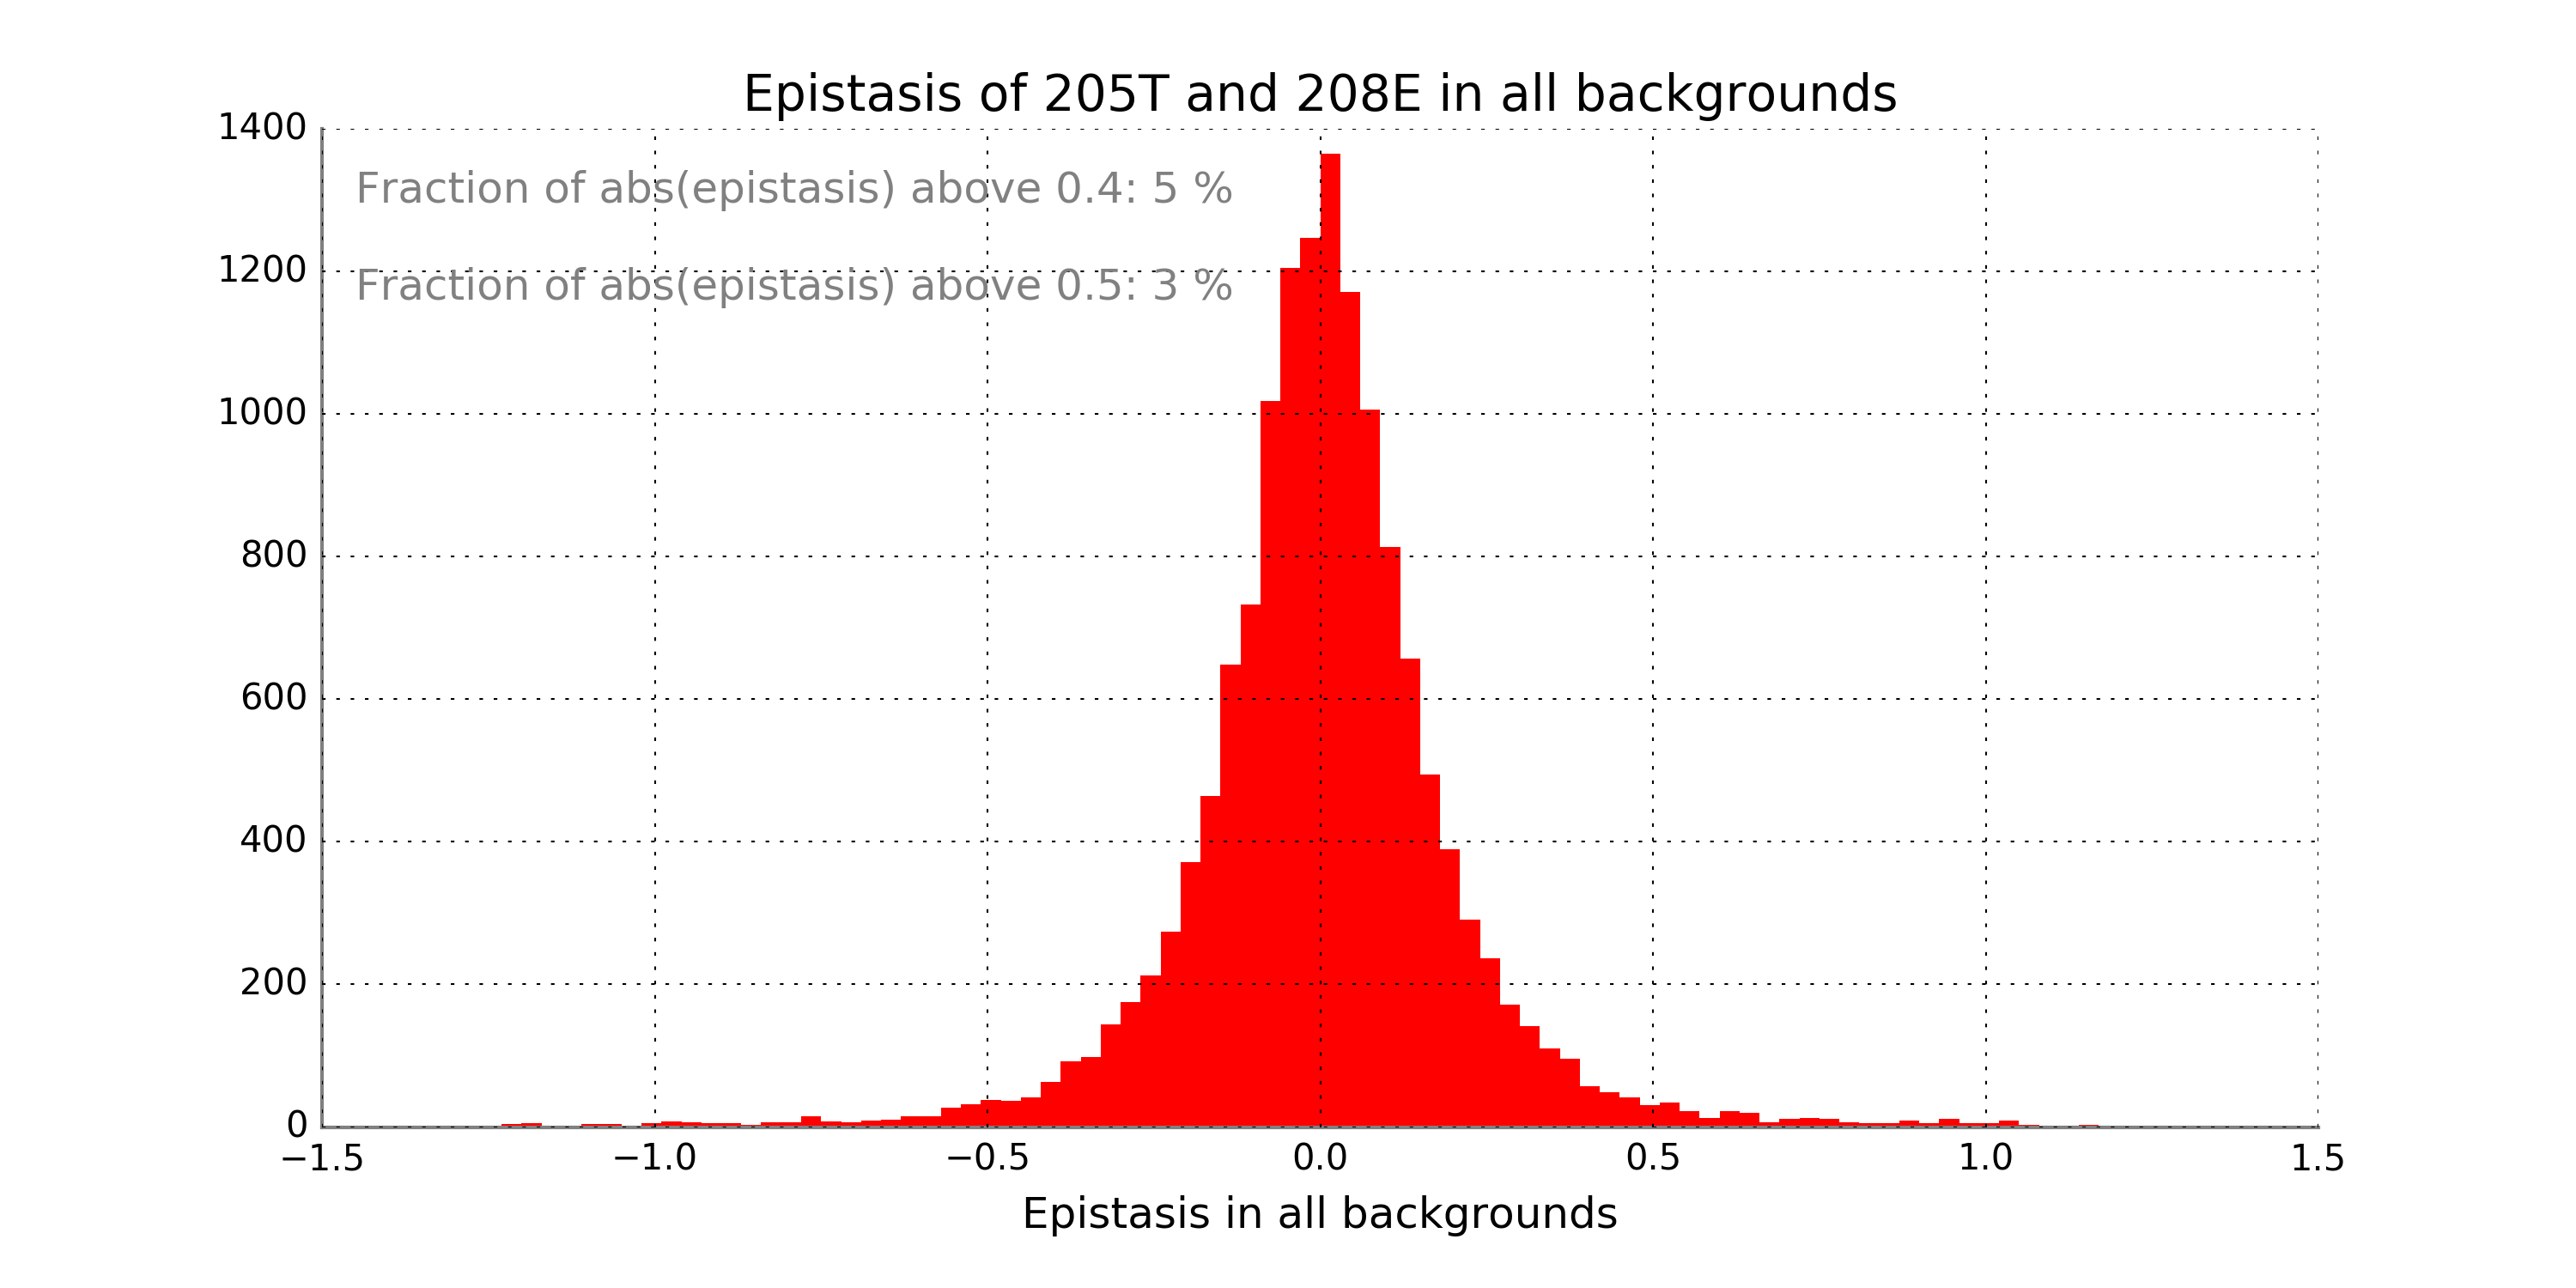 Epistasis of 205T and 208E in all backgrounds
1400
Fraction of abs(epistasis) above 0.4: 5 %
1200
Fraction of abs(epistasis) above 0.5: 3 %
1000
800
600
400
200
0
−1.5 −1.0 −0.5 0.0 0.5 1.0 1.5
Epistasis in all backgrounds